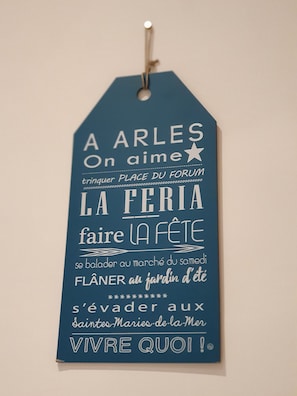 A ARLES
On aime
trinquer PLACE DU FORUM
LA FERIA
faire LA FÊTE
se balader au marché du samedi
FLÂNER au jardin d'été
s'évader aux
Saintes-Maries-de-la-Mer
VIVRE QUOI !